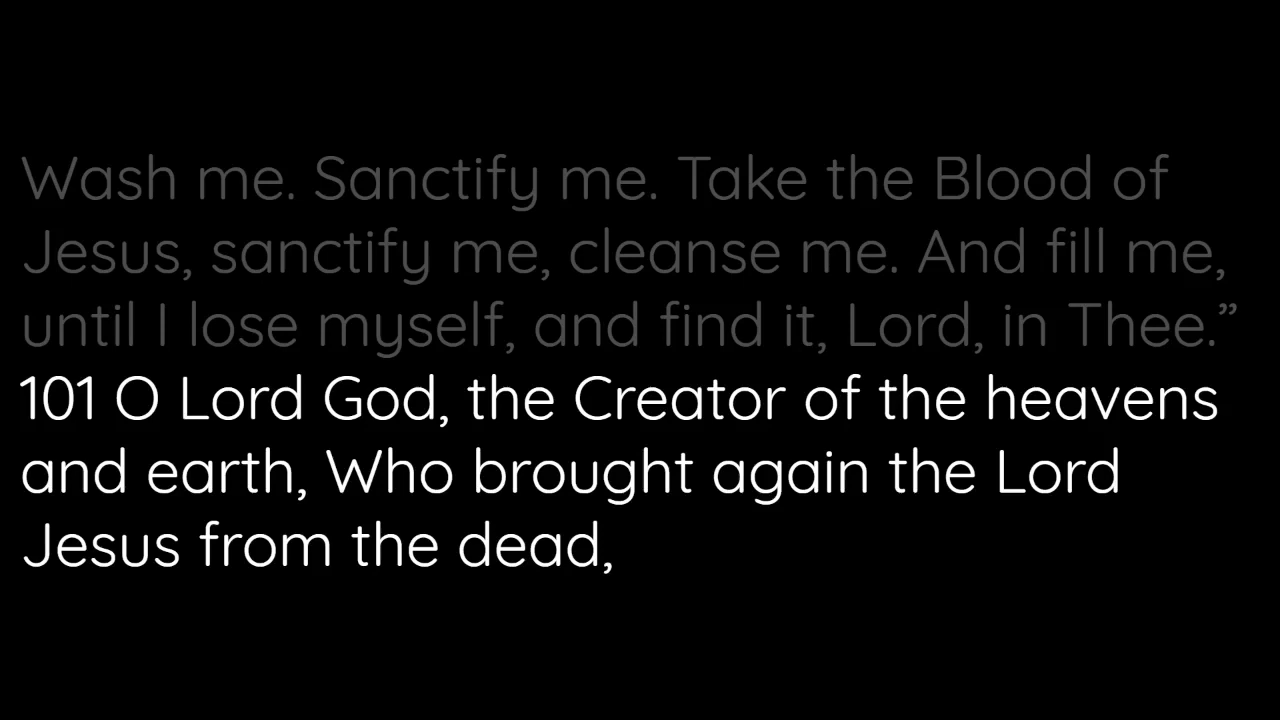 Wash me. Sanctify me. Take the Blood of
Jesus, sanctify me, cleanse me. And fill me,
until I lose myself, and find it, Lord, in Thee.”
101 O Lord God, the Creator of the heavens
and earth, Who brought again the Lord
Jesus from the dead,